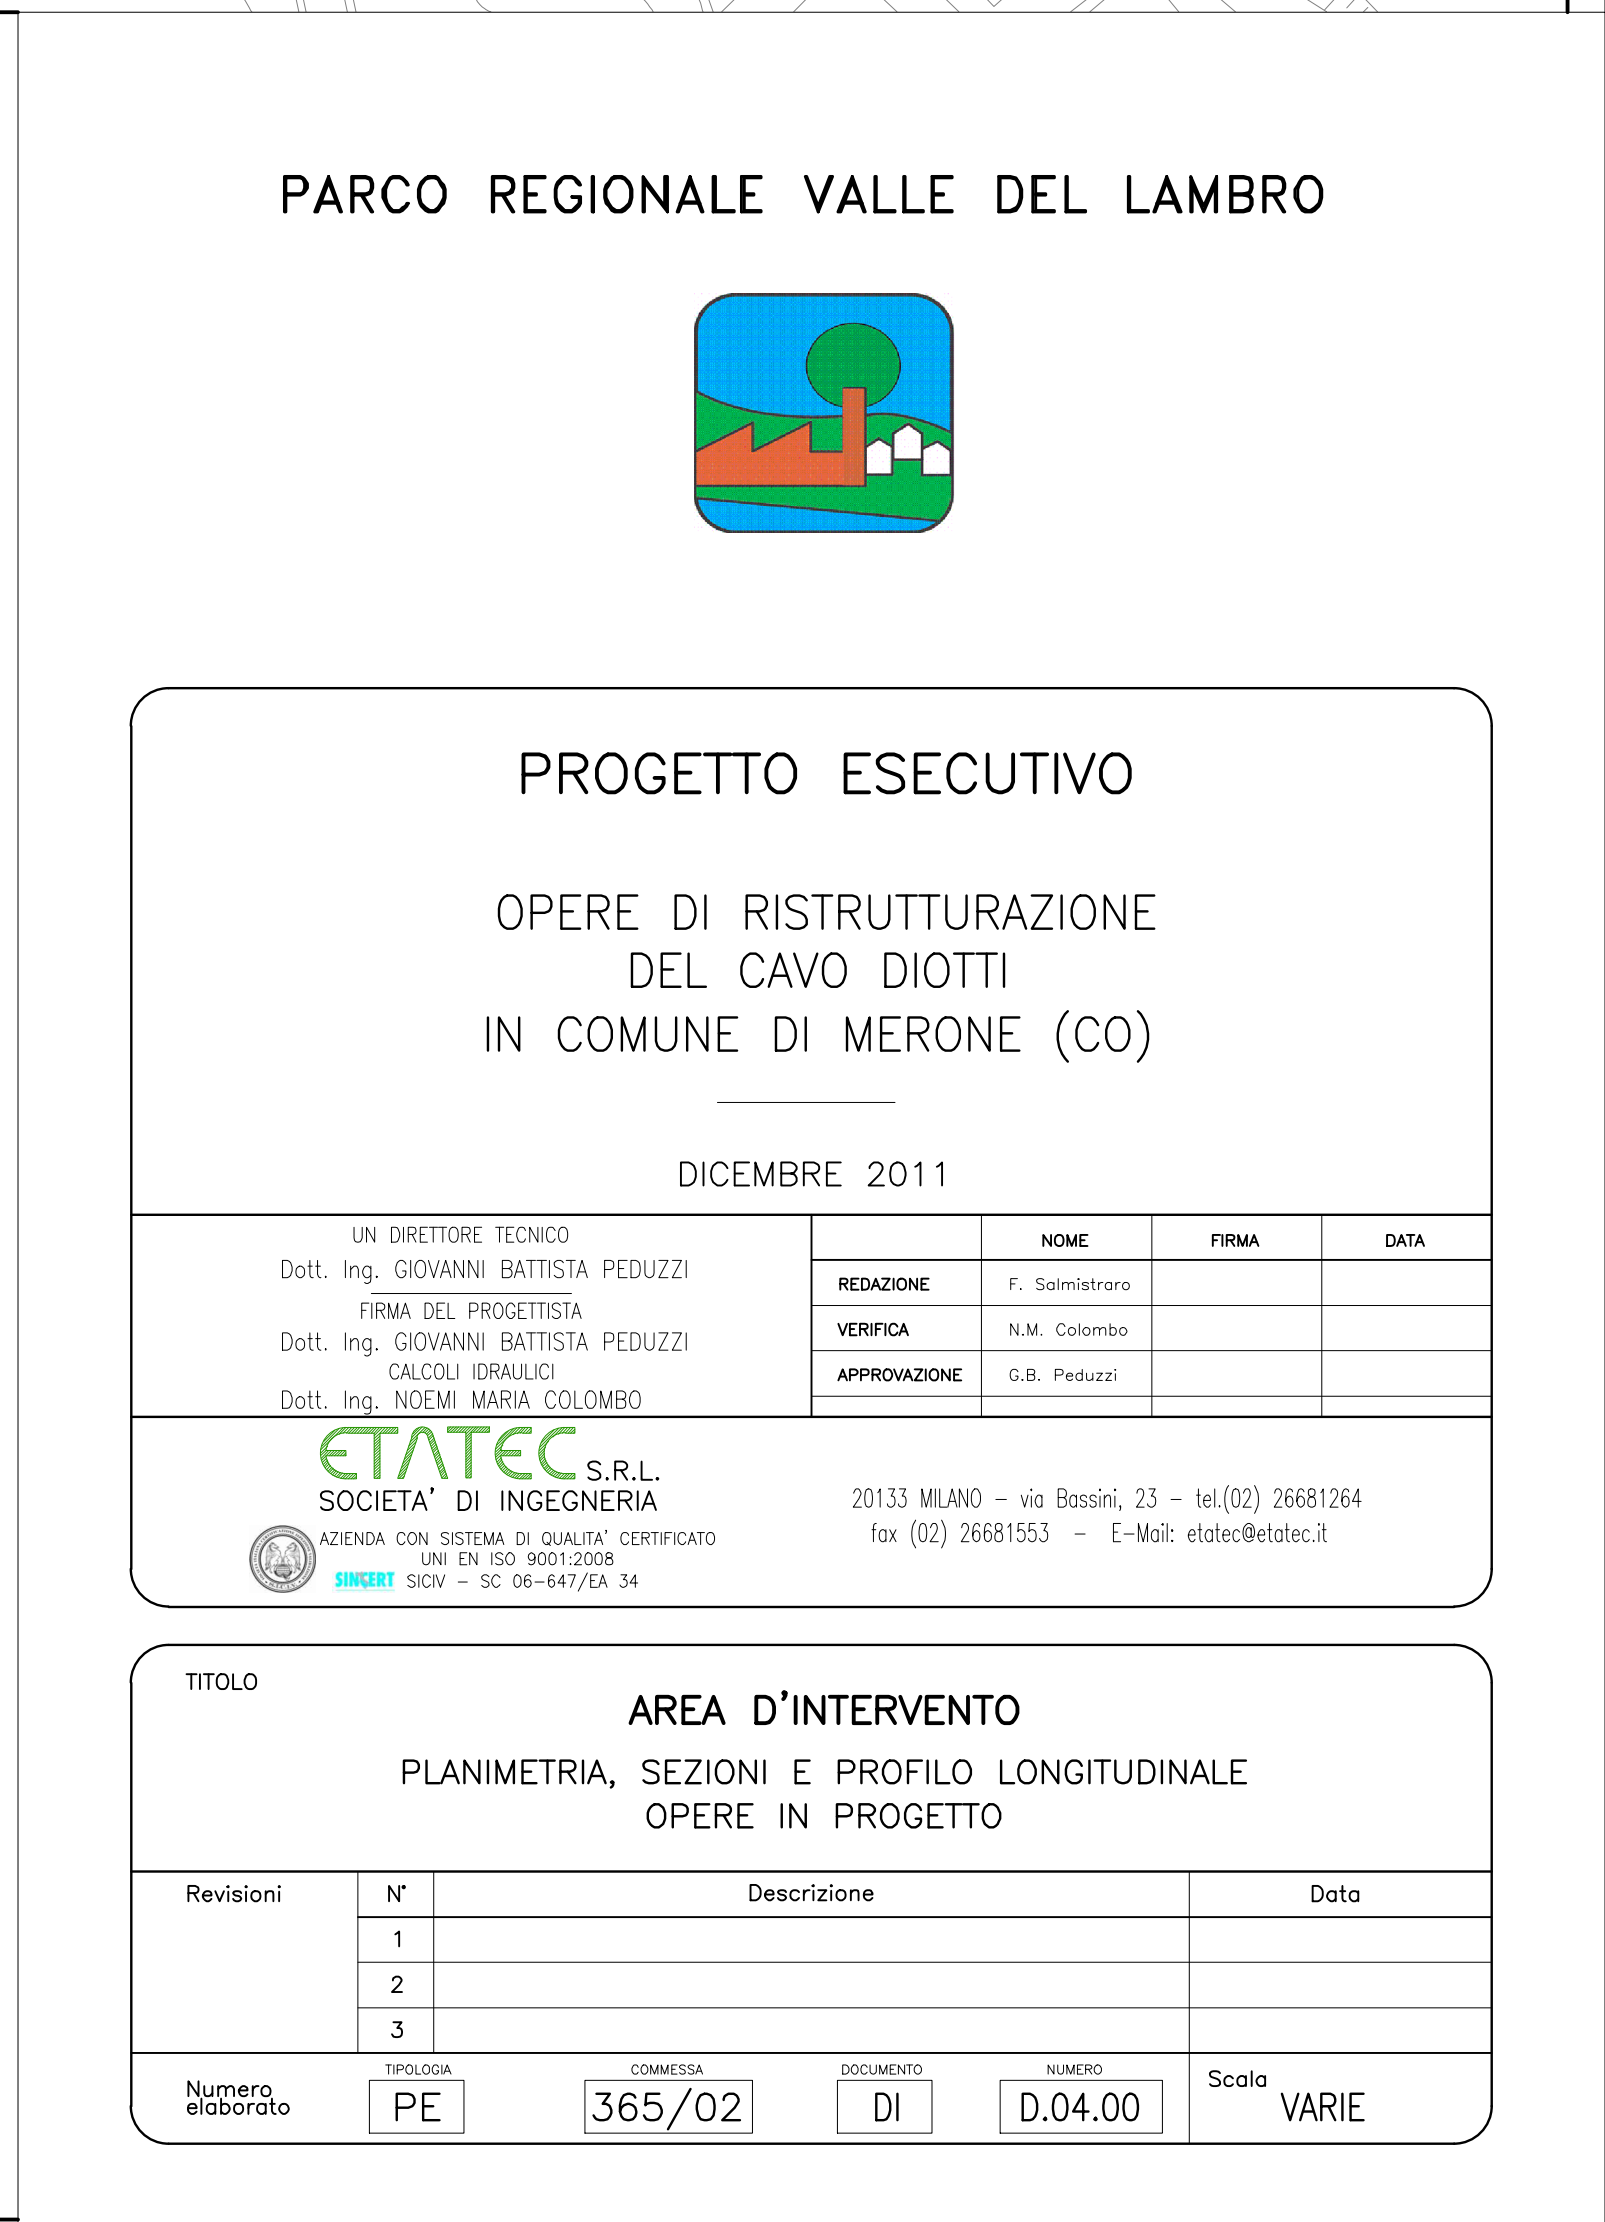 PARCO REGIONALE VALLE DEL LAMBRO
PROGETTO ESECUTIVO
OPERE DI RISTRUTTURAZIONE
DEL CAVO DIOTTI
IN COMUNE DI MERONE (CO)
DICEMBRE 2011
UN DIRETTORE TECNICO
Dott. Ing. GIOVANNI BATTISTA PEDUZZI
FIRMA DEL PROGETTISTA
Dott. Ing. GIOVANNI BATTISTA PEDUZZI
CALCOLI IDRAULICI
Dott. Ing. NOEMI MARIA COLOMBO
NOME FIRMA DATA
REDAZIONE F. Salmistraro
VERIFICA N.M. Colombo
APPROVAZIONE G.B. Peduzzi
ETATEC S.R.L.
SOCIETA' DI INGEGNERIA
AZIENDA CON SISTEMA DI QUALITA' CERTIFICATO
UNI EN ISO 9001:2008
SINCERT SICIV - SC 06-647/EA 34
20133 MILANO - via Bassini, 23 - tel.(02) 26681264
fax (02) 26681553 - E-Mail: etatec@etatec.it
TITOLO
AREA D'INTERVENTO
PLANIMETRIA, SEZIONI E PROFILO LONGITUDINALE
OPERE IN PROGETTO
Revisioni N° Descrizione Data
1
2
3
Numero
elaborato
TIPOLOGIA COMMESSA DOCUMENTO NUMERO
PE 365/02 DI D.04.00
Scala
VARIE